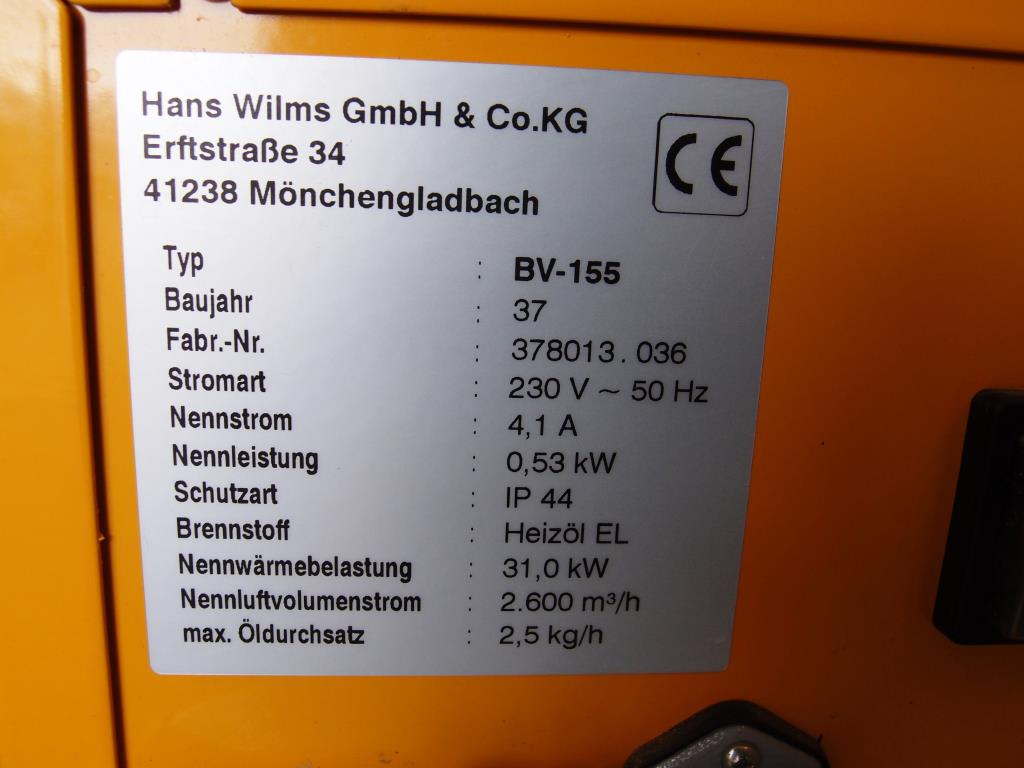 Hans Wilms GmbH & Co.KG
Erftstraße 34
41238 Mönchengladbach
CE
Typ : BV-155
Baujahr : 37
Fabr.-Nr. : 378013.036
Stromart : 230 V ~ 50 Hz
Nennstrom : 4,1 A
Nennleistung : 0,53 kW
Schutzart : IP 44
Brennstoff : Heizöl EL
Nennwärmebelastung : 31,0 kW
Nennluftvolumenstrom : 2.600 m³/h
max. Öldurchsatz : 2,5 kg/h